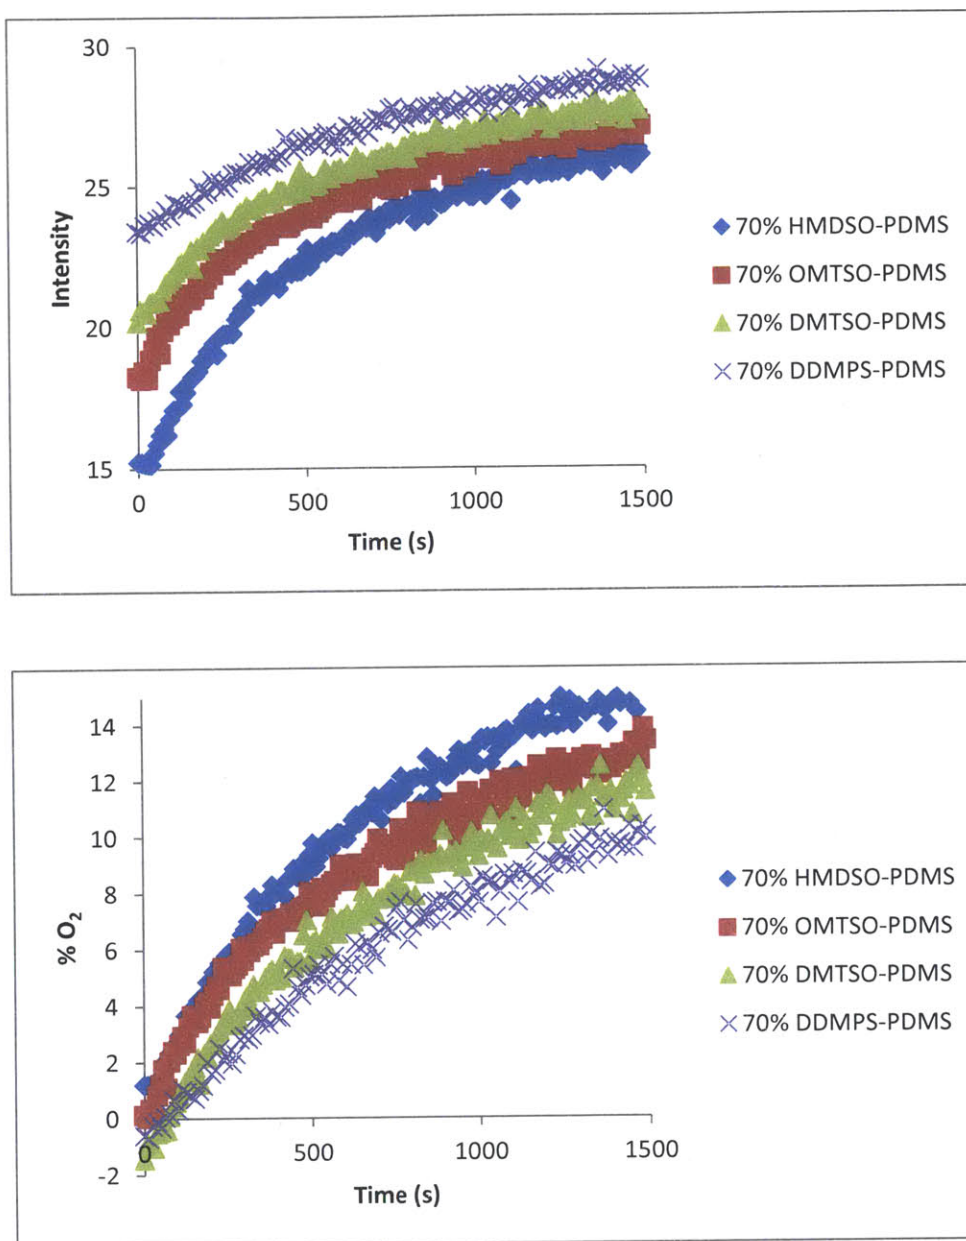 30
25
20
15
Intensity
0
500
1000
1500
Time (s)
70% HMDSO-PDMS
70% OMTSO-PDMS
70% DMTSO-PDMS
70% DDMPS-PDMS
14
12
10
8
6
4
2
0
-2
% O₂
0
500
1000
1500
Time (s)
70% HMDSO-PDMS
70% OMTSO-PDMS
70% DMTSO-PDMS
70% DDMPS-PDMS